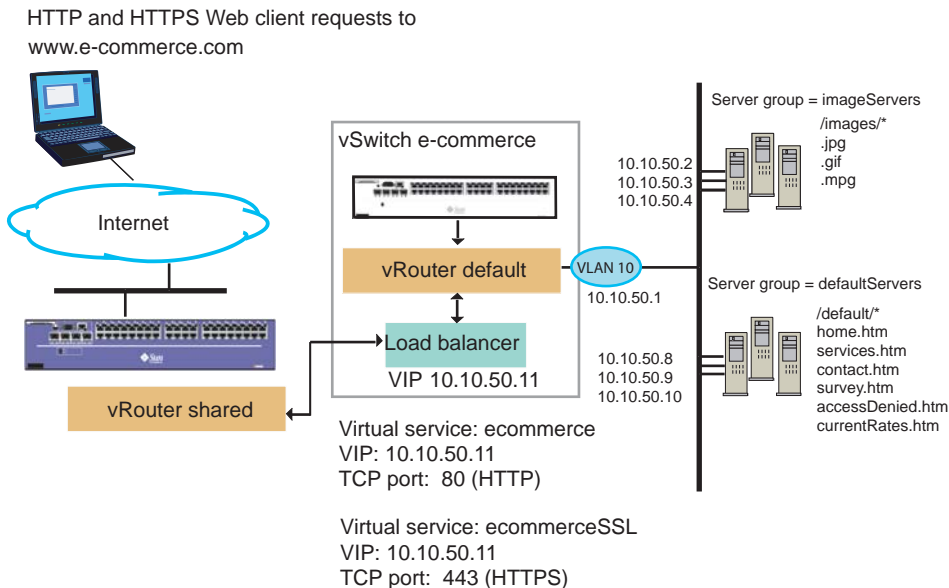 HTTP and HTTPS Web client requests to
www.e-commerce.com
Internet
vRouter shared
vSwitch e-commerce
Sun
vRouter default
Load balancer
VIP 10.10.50.11
VLAN 10
10.10.50.1
Server group = imageServers
/images/*
.jpg
.gif
.mpg
10.10.50.2
10.10.50.3
10.10.50.4
Server group = defaultServers
/default/*
home.htm
services.htm
contact.htm
survey.htm
accessDenied.htm
currentRates.htm
10.10.50.8
10.10.50.9
10.10.50.10
Sun
Virtual service: ecommerce
VIP: 10.10.50.11
TCP port:  80 (HTTP)
Virtual service: ecommerceSSL
VIP: 10.10.50.11
TCP port:  443 (HTTPS)